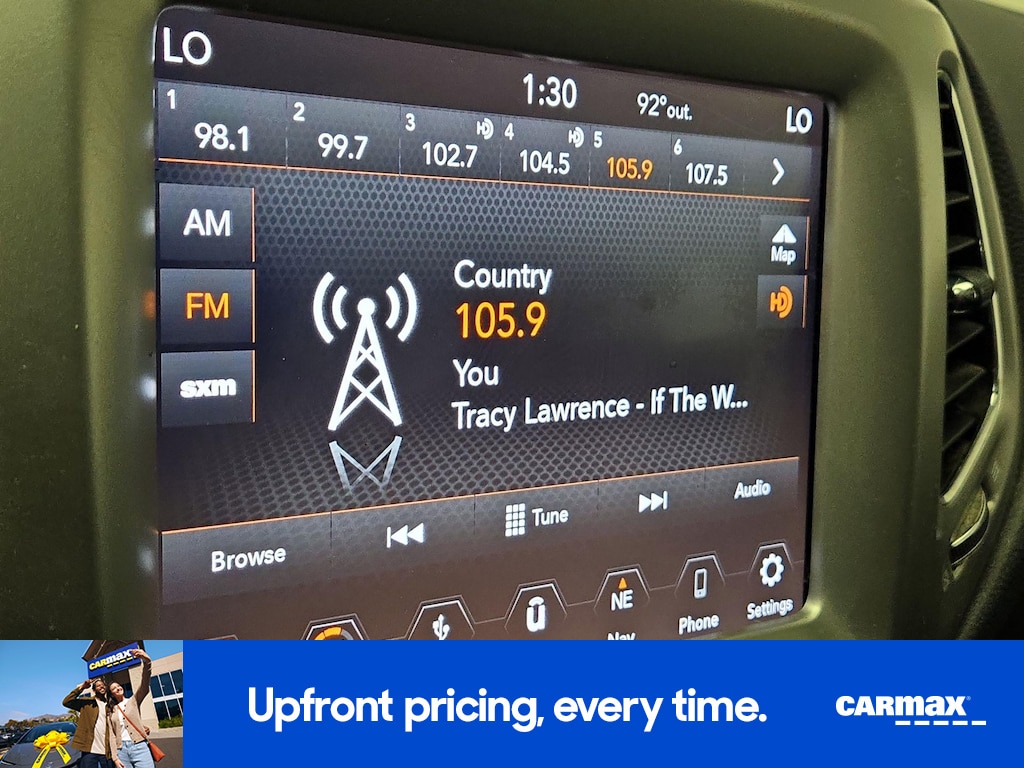 LO
1:30
92°out.
LO
1
98.1
2
99.7
3
102.7
4
104.5
5
105.9
6
107.5
AM
FM
sxm
Map
Country
105.9
You
Tracy Lawrence - If The W...
Browse
Tune
Audio
NE
Nav
Phone
Settings
CARMAX
Upfront pricing, every time.
CARMAX